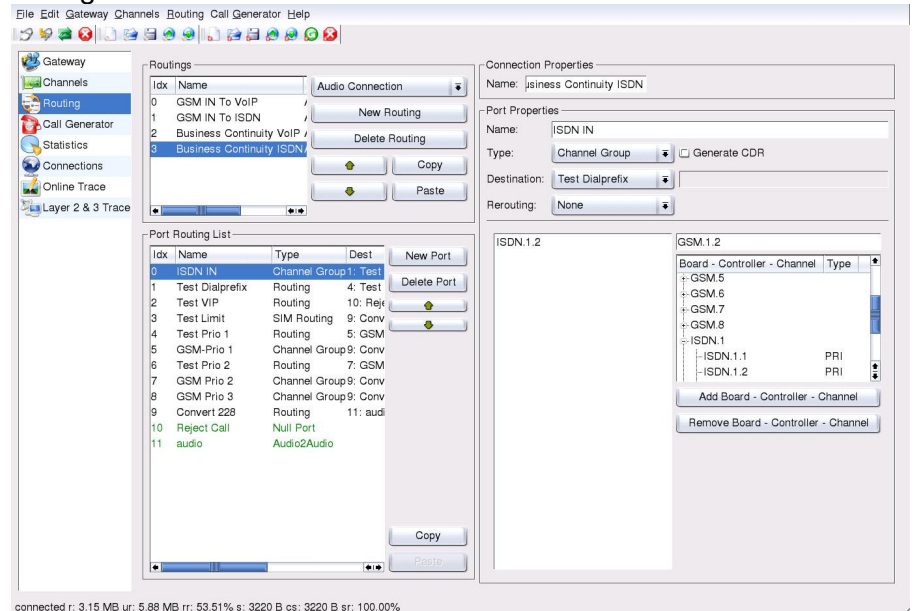 File Edit Gateway Channels Routing Call Generator Help
Gateway
Channels
Routing
Call Generator
Statistics
Connections
Online Trace
Layer 2 & 3 Trace
Routings
Idx Name
0 GSM IN To VoIP
1 GSM IN To ISDN
2 Business Continuity VoIP
3 Business Continuity ISDN
Audio Connection
New Routing
Delete Routing
Copy
Paste
Port Routing List
Idx Name Type Dest
0 ISDN IN Channel Group 1: Test
1 Test Dialprefix Routing 4: Test
2 Test VIP Routing 10: Reje
3 Test Limit SIM Routing 9: Conv
4 Test Prio 1 Routing 5: GSM
5 GSM-Prio 1 Channel Group 9: Conv
6 Test Prio 2 Routing 7: GSM
7 GSM Prio 2 Channel Group 9: Conv
8 GSM Prio 3 Channel Group 9: Conv
9 Convert 228 Routing 11: audi
10 Reject Call Null Port
11 audio Audio2Audio
New Port
Delete Port
Copy
Paste
Connection Properties
Name: usiness Continuity ISDN
Port Properties
Name: ISDN IN
Type: Channel Group Generate CDR
Destination: Test Dialprefix
Rerouting: None
ISDN.1.2
GSM.1.2
Board - Controller - Channel Type
GSM.5
GSM.6
GSM.7
GSM.8
ISDN.1
ISDN.1.1 PRI
ISDN.1.2 PRI
Add Board - Controller - Channel
Remove Board - Controller - Channel
connected r: 3.15 MB ur: 5.88 MB rr: 53.51% s: 3220 B cs: 3220 B sr: 100.00%